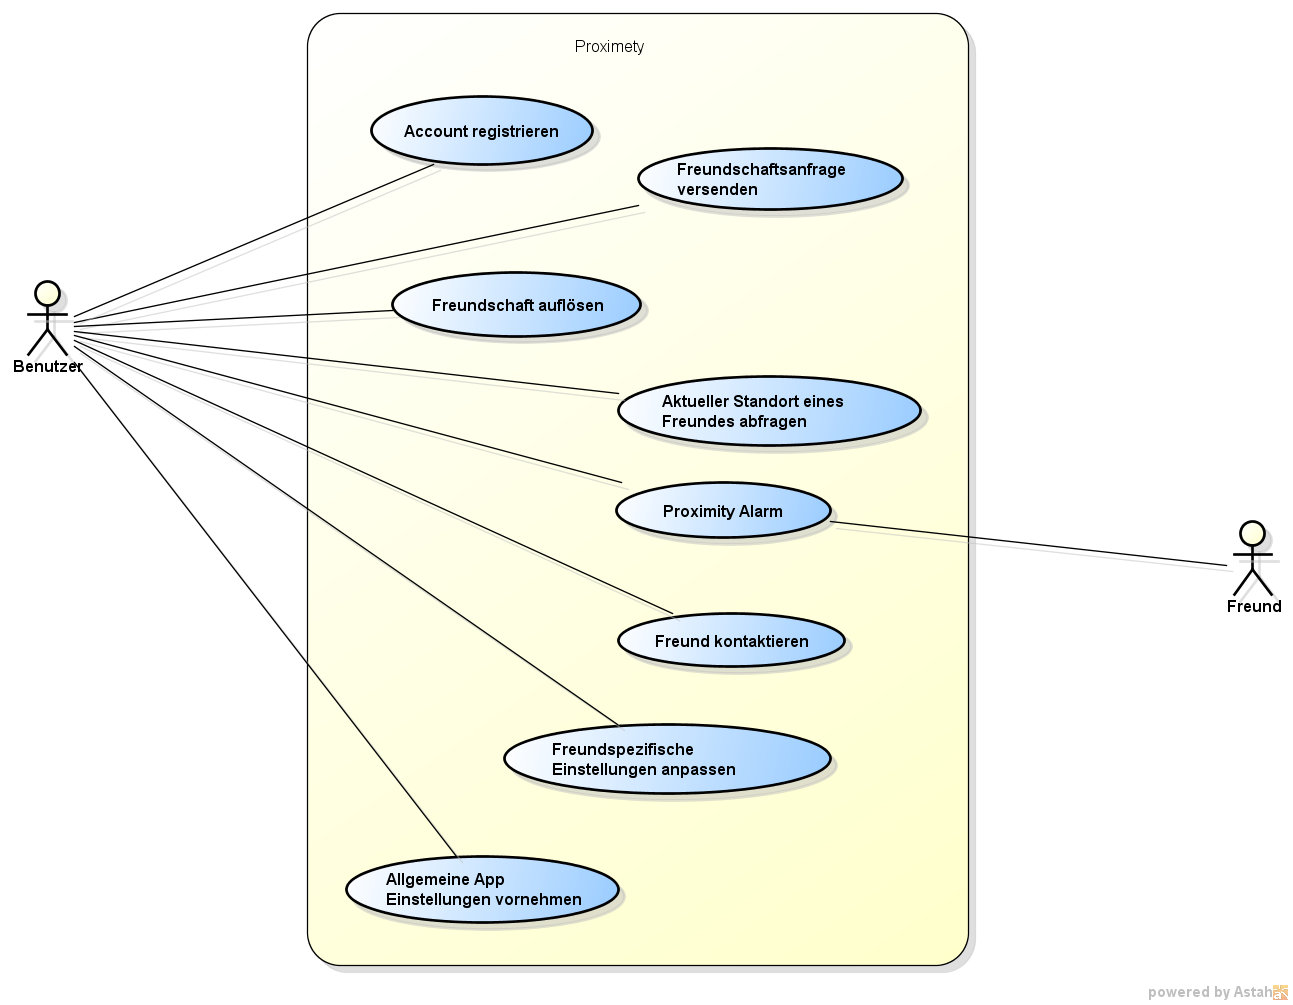 Proximety
Account registrieren
Freundschaftsanfrage
versenden
Freundschaft auflösen
Benutzer
Aktueller Standort eines
Freundes abfragen
Proximity Alarm
Freund
Freund kontaktieren
Freundspezifische
Einstellungen anpassen
Allgemeine App
Einstellungen vornehmen
powered by Astah